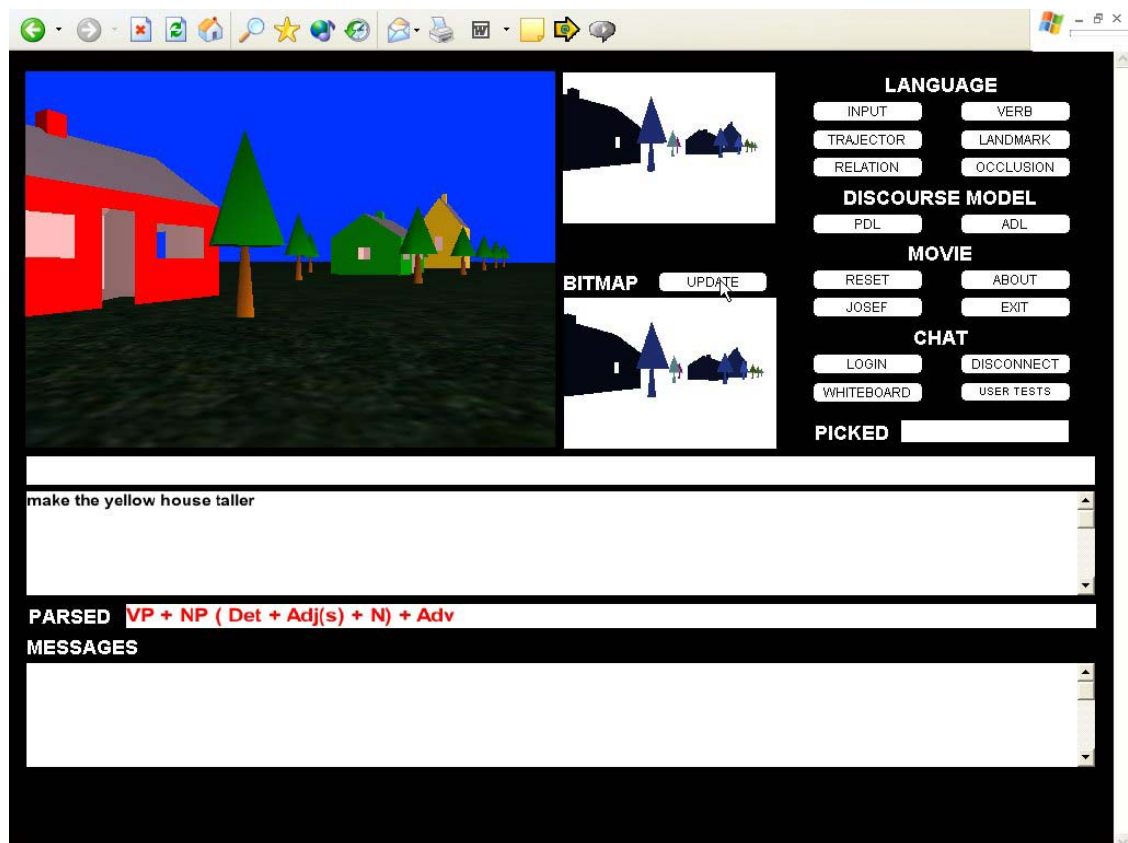 LANGUAGE
INPUT VERB
TRAJECTOR LANDMARK
RELATION OCCLUSION
DISCOURSE MODEL
PDL ADL
MOVIE
RESET ABOUT
JOSEF EXIT
CHAT
LOGIN DISCONNECT
WHITEBOARD USER TESTS
PICKED
BITMAP UPDATE
make the yellow house taller
PARSED VP + NP ( Det + Adj(s) + N) + Adv
MESSAGES